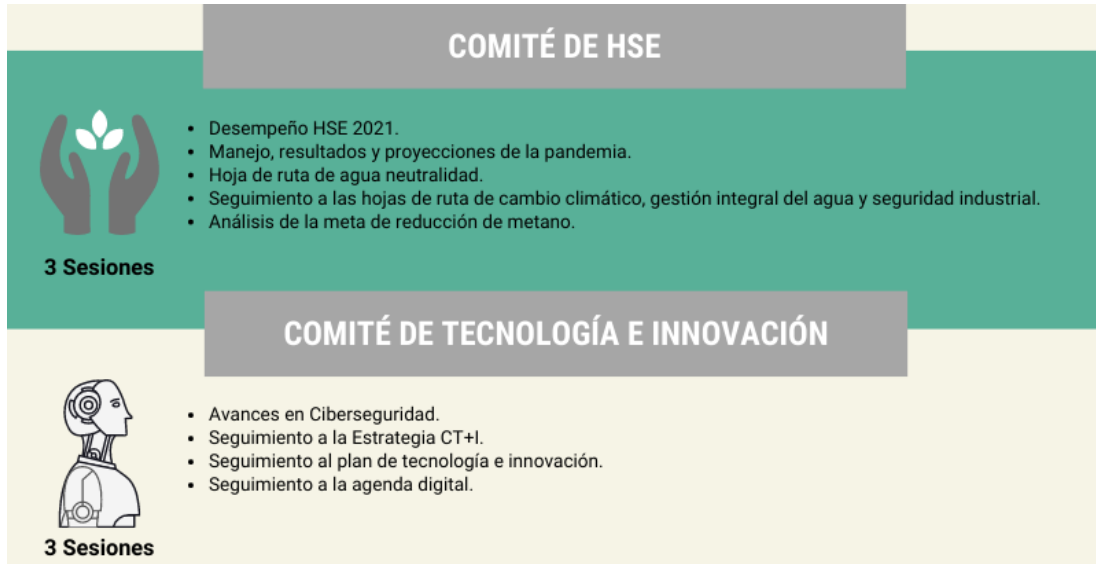 COMITÉ DE HSE
• Desempeño HSE 2021.
• Manejo, resultados y proyecciones de la pandemia.
• Hoja de ruta de agua neutralidad.
• Seguimiento a las hojas de ruta de cambio climático, gestión integral del agua y seguridad industrial.
• Análisis de la meta de reducción de metano.
3 Sesiones
COMITÉ DE TECNOLOGÍA E INNOVACIÓN
• Avances en Ciberseguridad.
• Seguimiento a la Estrategia CT+I.
• Seguimiento al plan de tecnología e innovación.
• Seguimiento a la agenda digital.
3 Sesiones